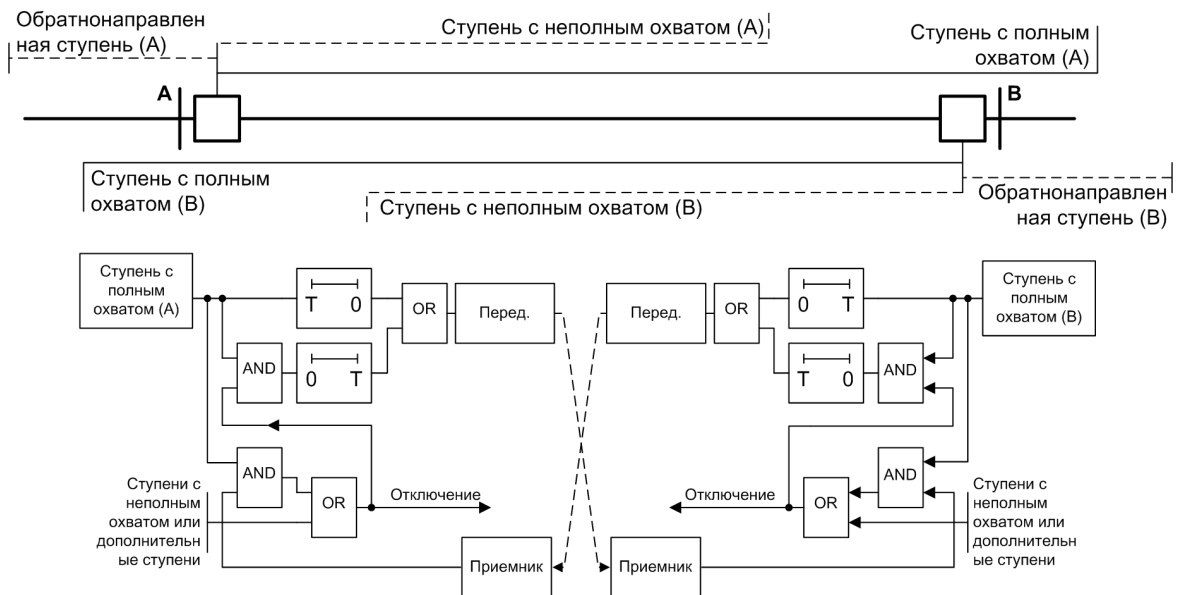 Обратнонаправлен
ная ступень (А)
Ступень с неполным охватом (А)
Ступень с полным
охватом (А)
А
В
Ступень с полным
охватом (В)
Ступень с неполным охватом (В)
Обратнонаправлен
ная ступень (В)
Ступень с
полным
охватом (А)
T 0
OR
Перед.
Перед.
OR
0 T
Ступень с
полным
охватом (В)
AND
0 T
T 0
AND
AND
OR
Отключение
Отключение
OR
AND
Ступени с
неполным
охватом или
дополнительн
ые ступени
Ступени с
неполным
охватом или
дополнительн
ые ступени
Приемник
Приемник